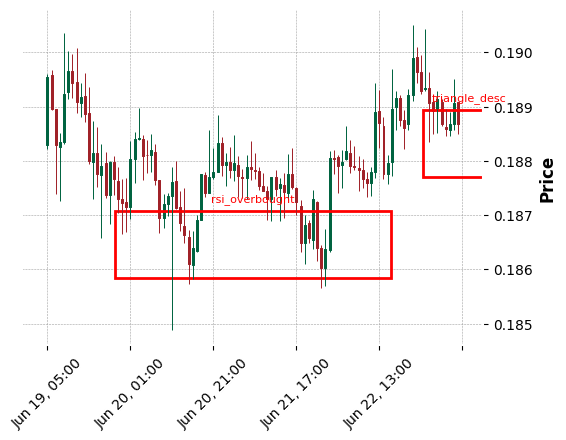 0.190
triangle_desc
0.189
0.188
rsi_overbought
0.187
0.186
0.185
Price
Jun 19, 05:00
Jun 20, 01:00
Jun 20, 21:00
Jun 21, 17:00
Jun 22, 13:00